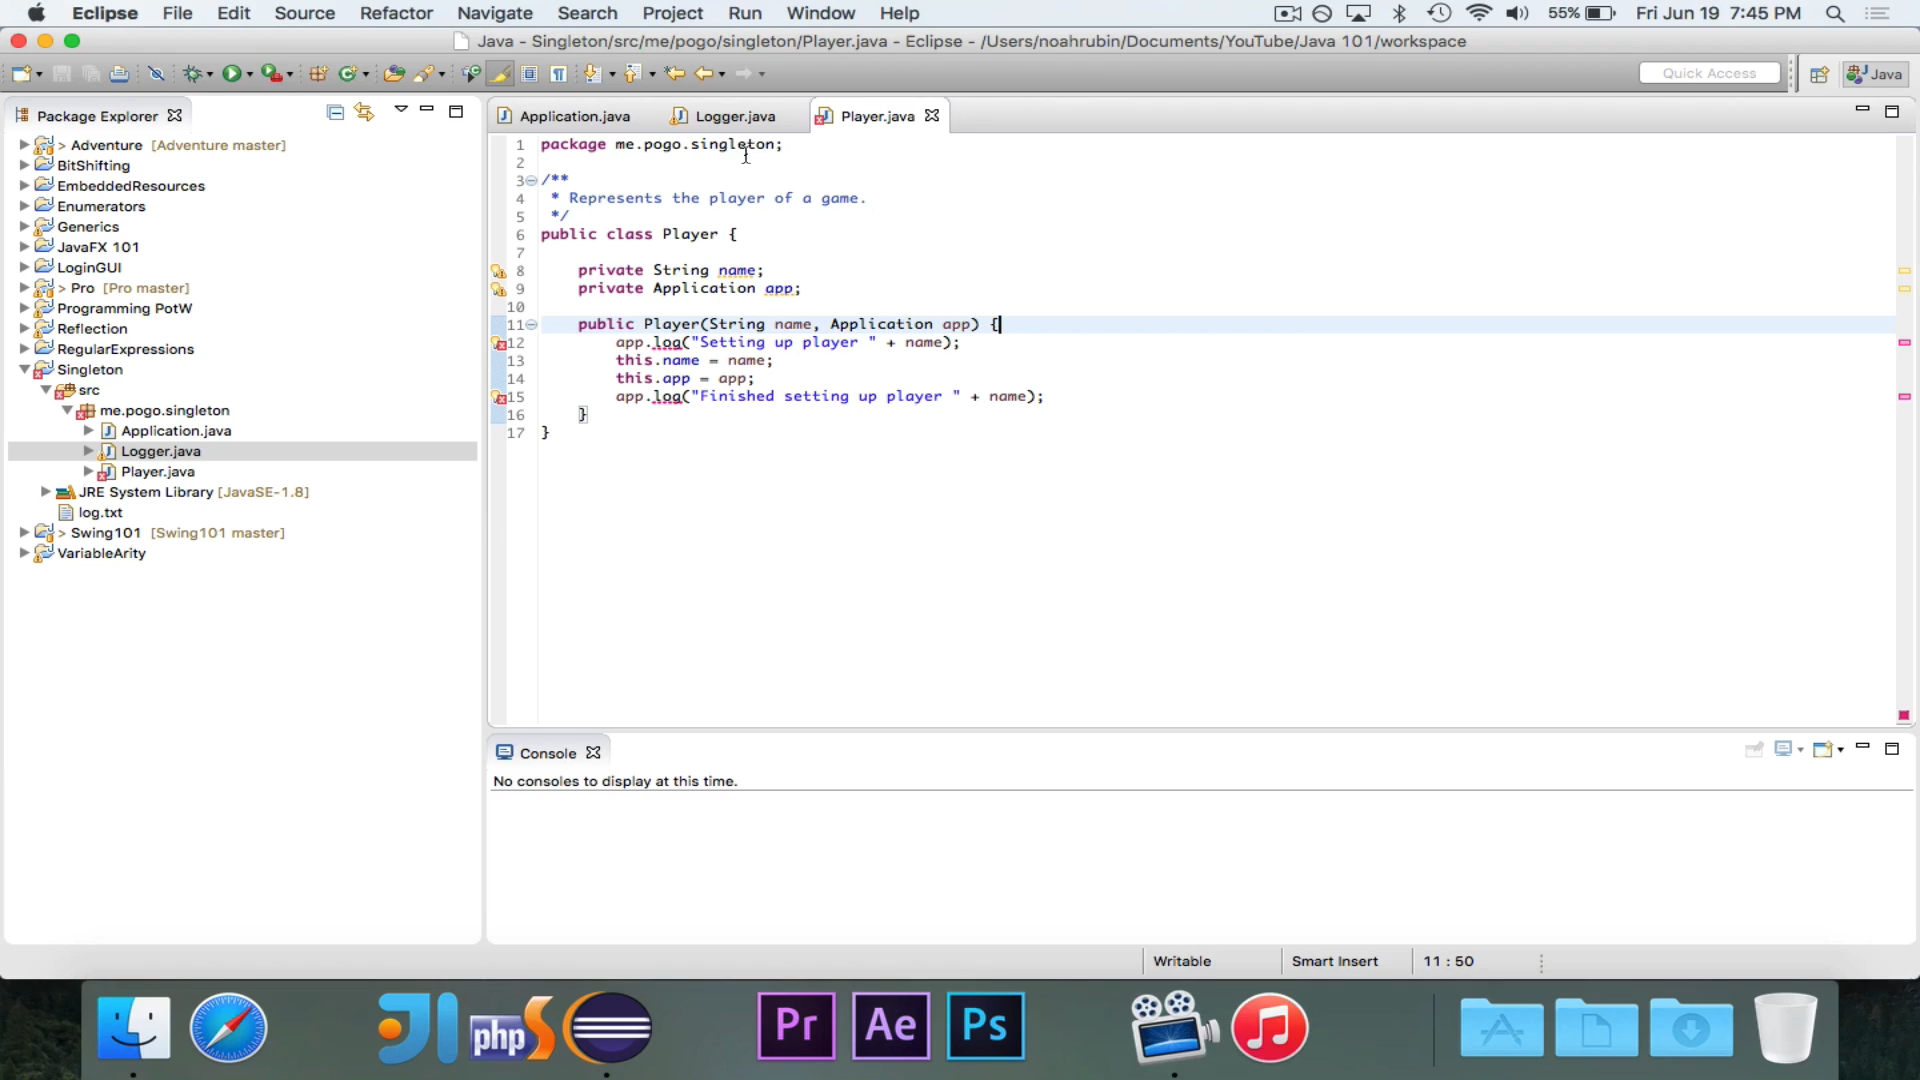 Eclipse File Edit Source Refactor Navigate Search Project Run Window Help 55% Fri Jun 19 7:45 PM
Java - Singleton/src/me/pogo/singleton/Player.java - Eclipse - /Users/noahrubin/Documents/YouTube/Java 101/workspace
Quick Access Java
Package Explorer
> Adventure [Adventure master]
BitShifting
EmbeddedResources
Enumerators
Generics
JavaFX 101
LoginGUI
> Pro [Pro master]
Programming PotW
Reflection
RegularExpressions
Singleton
src
me.pogo.singleton
Application.java
Logger.java
Player.java
JRE System Library [JavaSE-1.8]
log.txt
> Swing101 [Swing101 master]
VariableArity
Application.java Logger.java Player.java
1 package me.pogo.singleton;
2
3 /**
4 * Represents the player of a game.
5 */
6 public class Player {
7
8 private String name;
9 private Application app;
10
11 public Player(String name, Application app) {
12 app.log("Setting up player " + name);
13 this.name = name;
14 this.app = app;
15 app.log("Finished setting up player " + name);
16 }
17 }
Console
No consoles to display at this time.
Writable Smart Insert 11 : 50
JI php S Pr Ae Ps